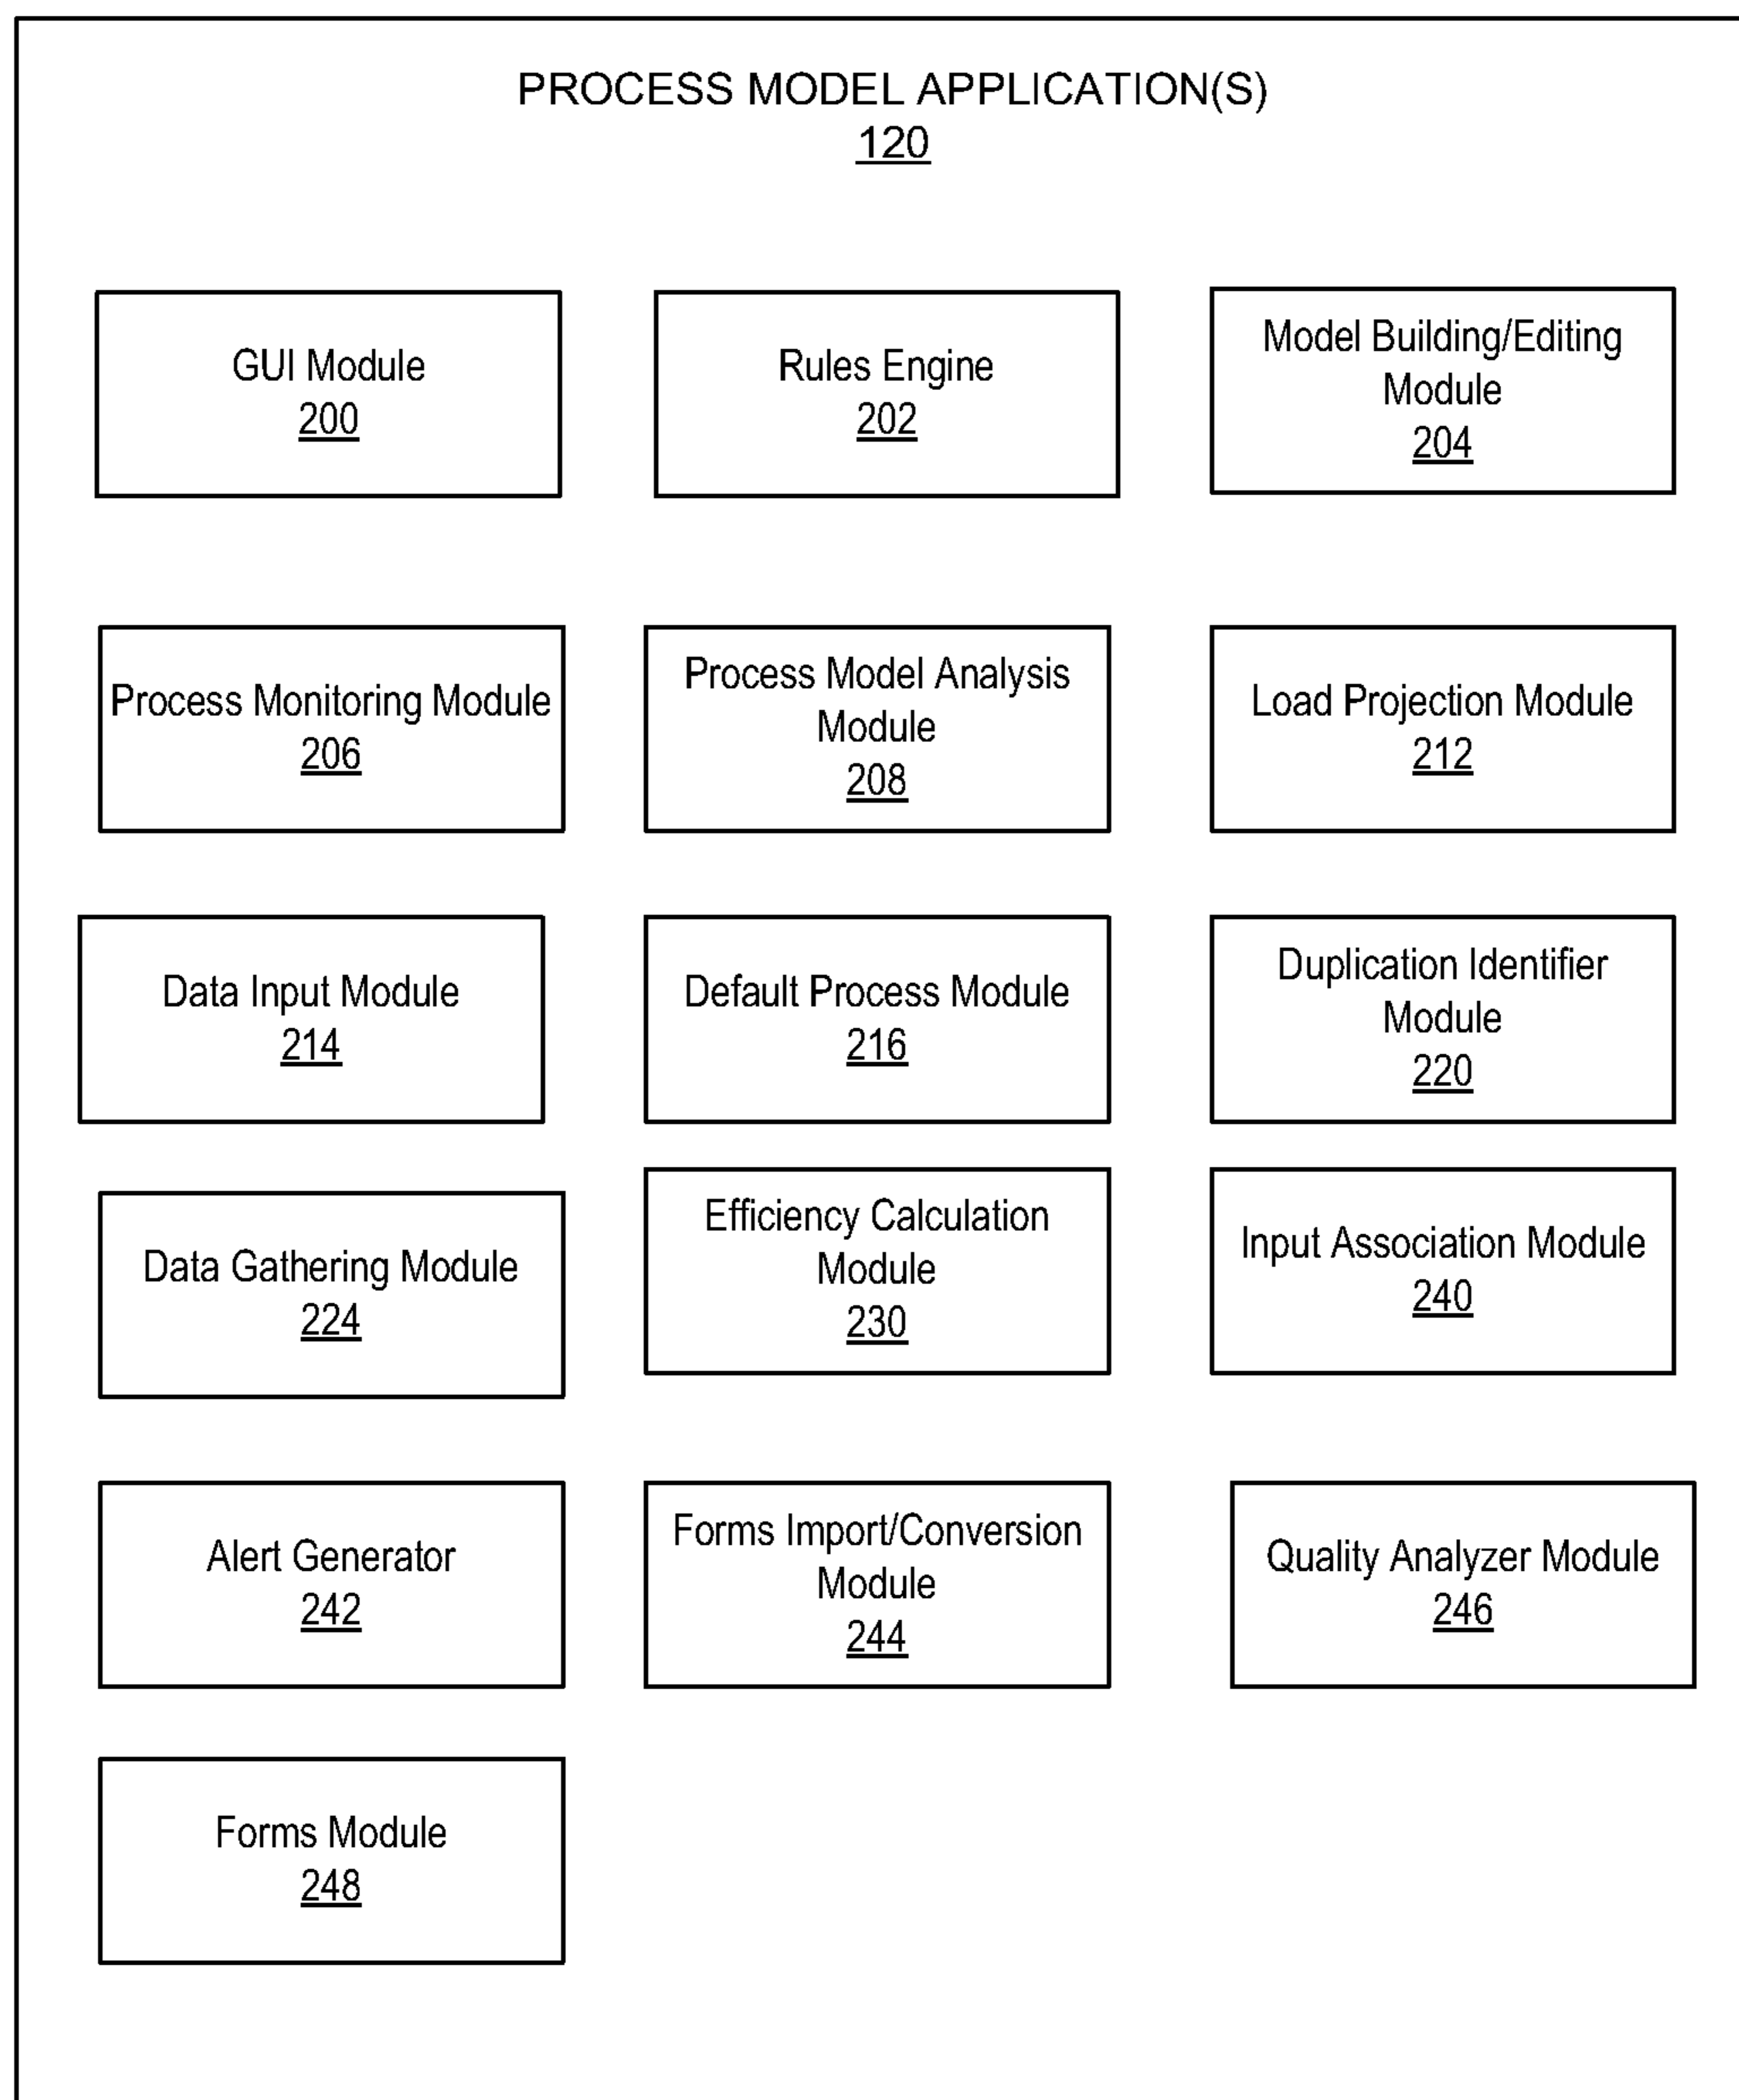 PROCESS MODEL APPLICATION(S)
120
GUI Module
200
Rules Engine
202
Model Building/Editing
Module
204
Process Monitoring Module
206
Process Model Analysis
Module
208
Load Projection Module
212
Data Input Module
214
Default Process Module
216
Duplication Identifier
Module
220
Data Gathering Module
224
Efficiency Calculation
Module
230
Input Association Module
240
Alert Generator
242
Forms Import/Conversion
Module
244
Quality Analyzer Module
246
Forms Module
248